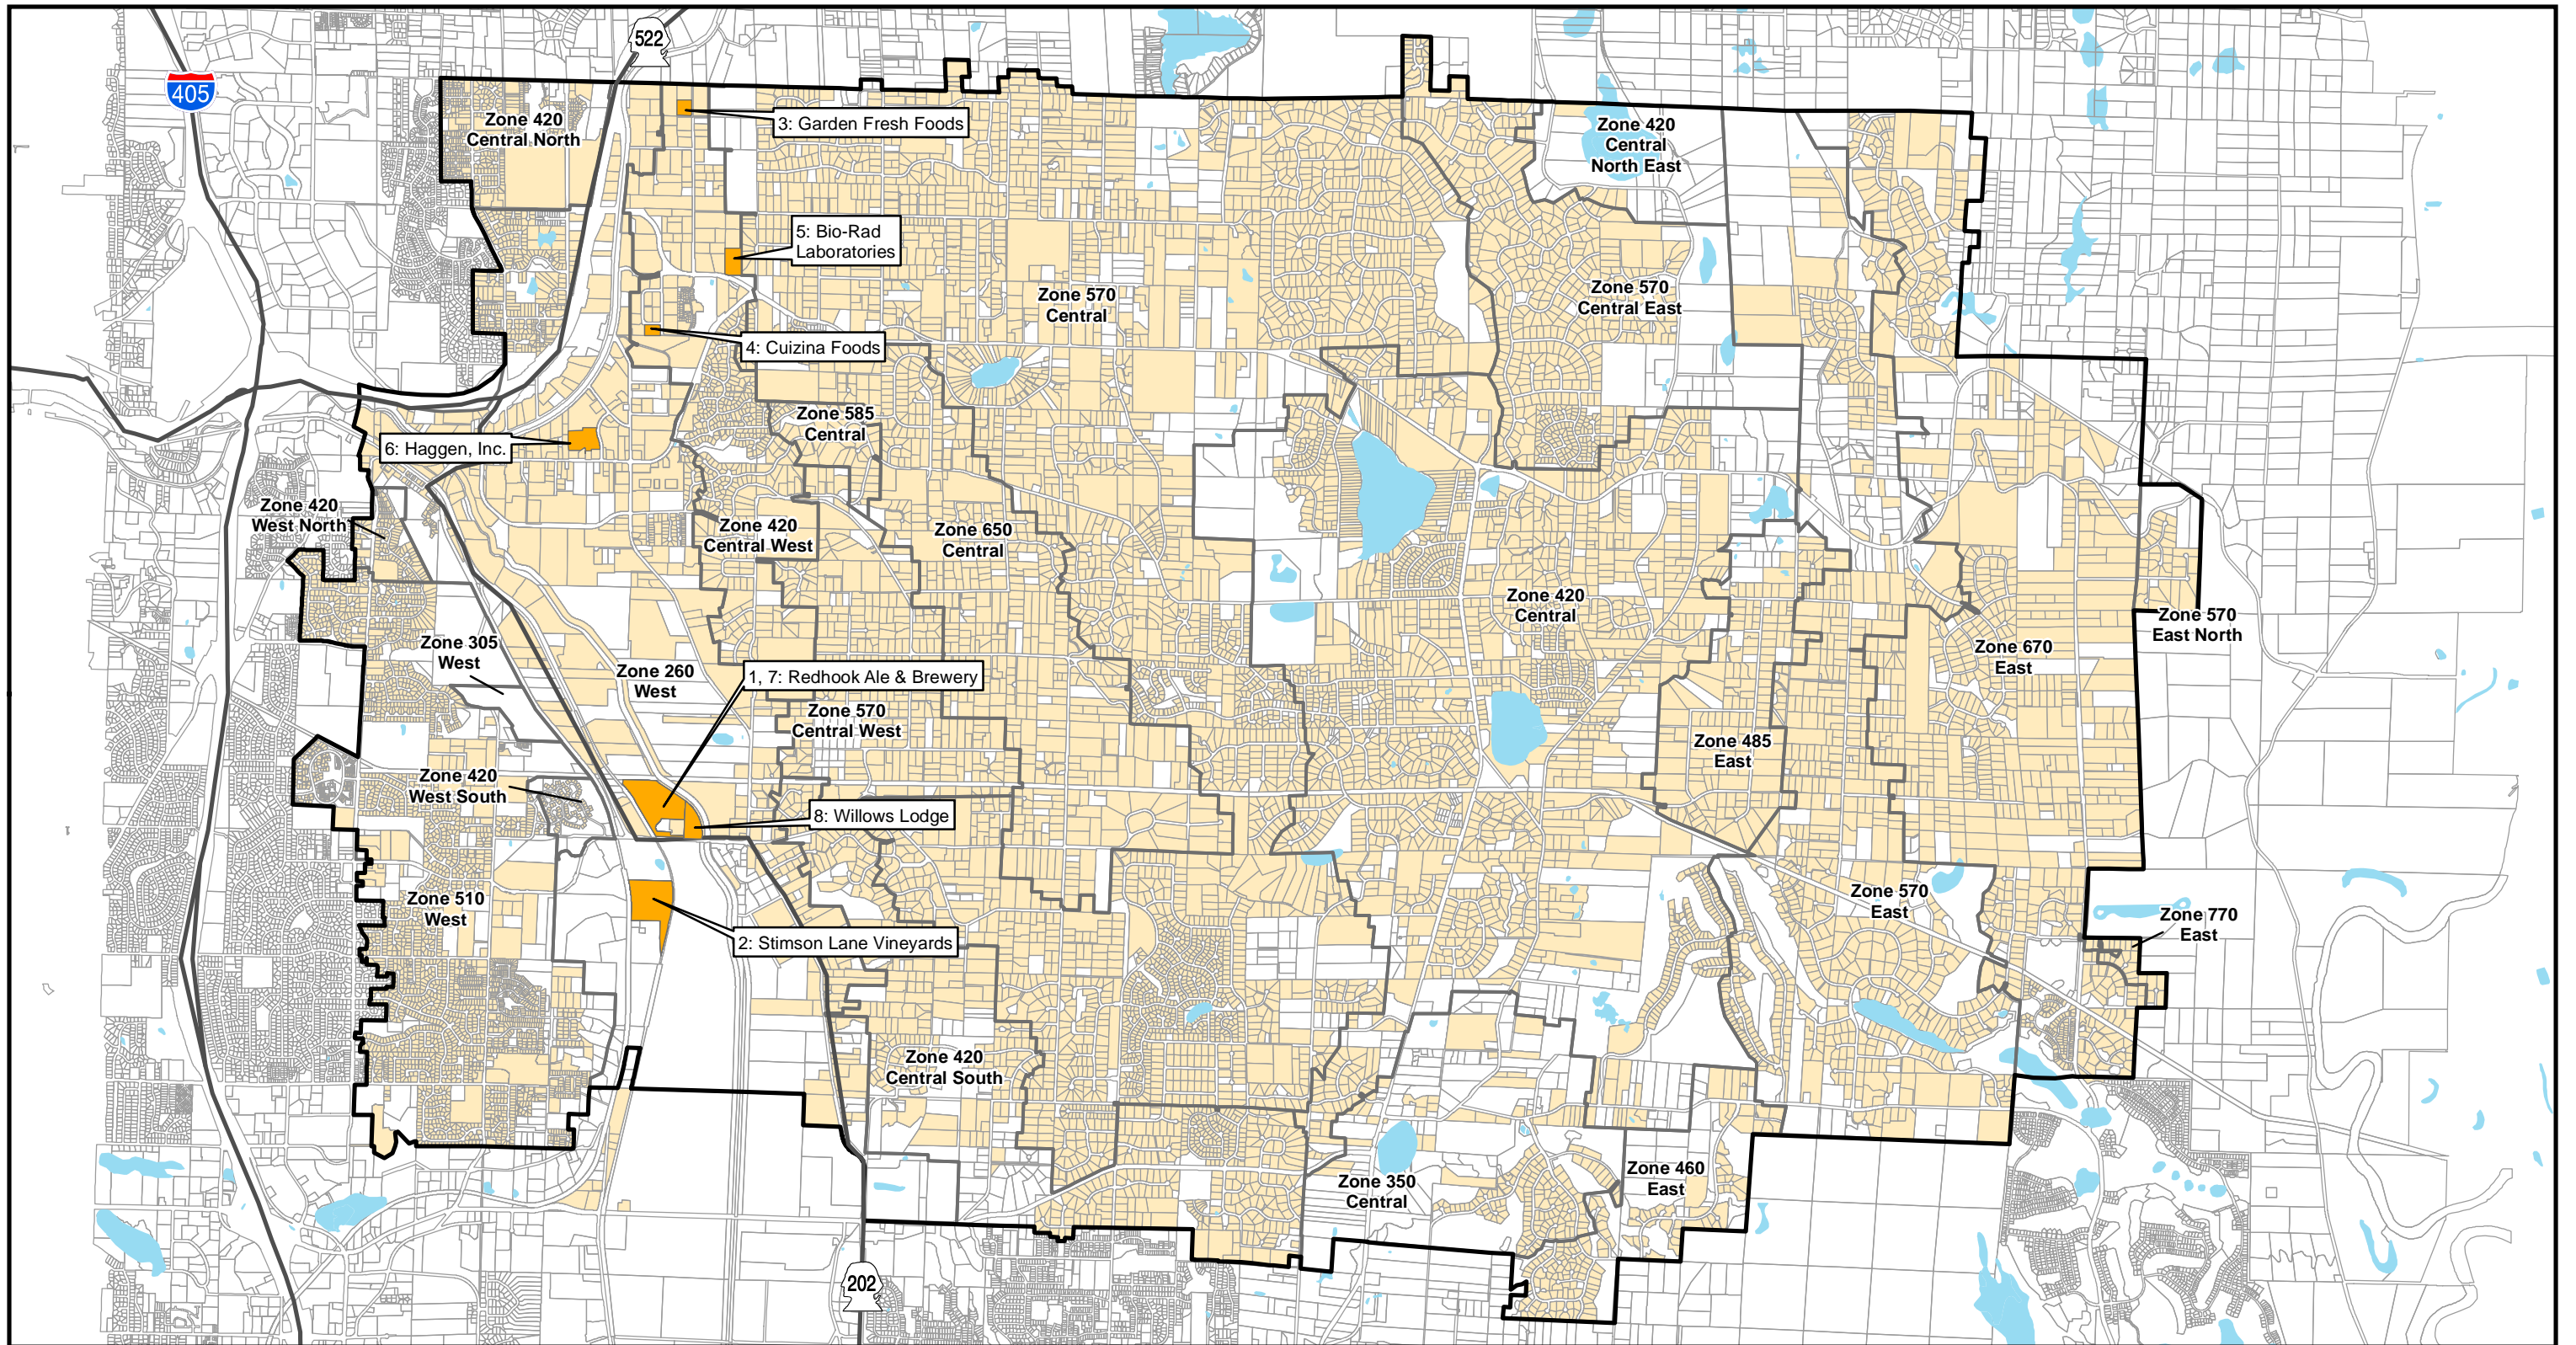 522
405
Zone 420
Central North
3: Garden Fresh Foods
Zone 420
Central
North East
5: Bio-Rad
Laboratories
Zone 570
Central
Zone 570
Central East
4: Cuizina Foods
Zone 585
Central
6: Haggen, Inc.
Zone 420
West North
Zone 420
Central West
Zone 650
Central
Zone 420
Central
Zone 570
East North
Zone 305
West
Zone 260
West
Zone 670
East
1, 7: Redhook Ale & Brewery
Zone 570
Central West
Zone 485
East
Zone 420
West South
8: Willows Lodge
Zone 510
West
Zone 570
East
Zone 770
East
2: Stimson Lane Vineyards
Zone 420
Central South
Zone 350
Central
Zone 460
East
202